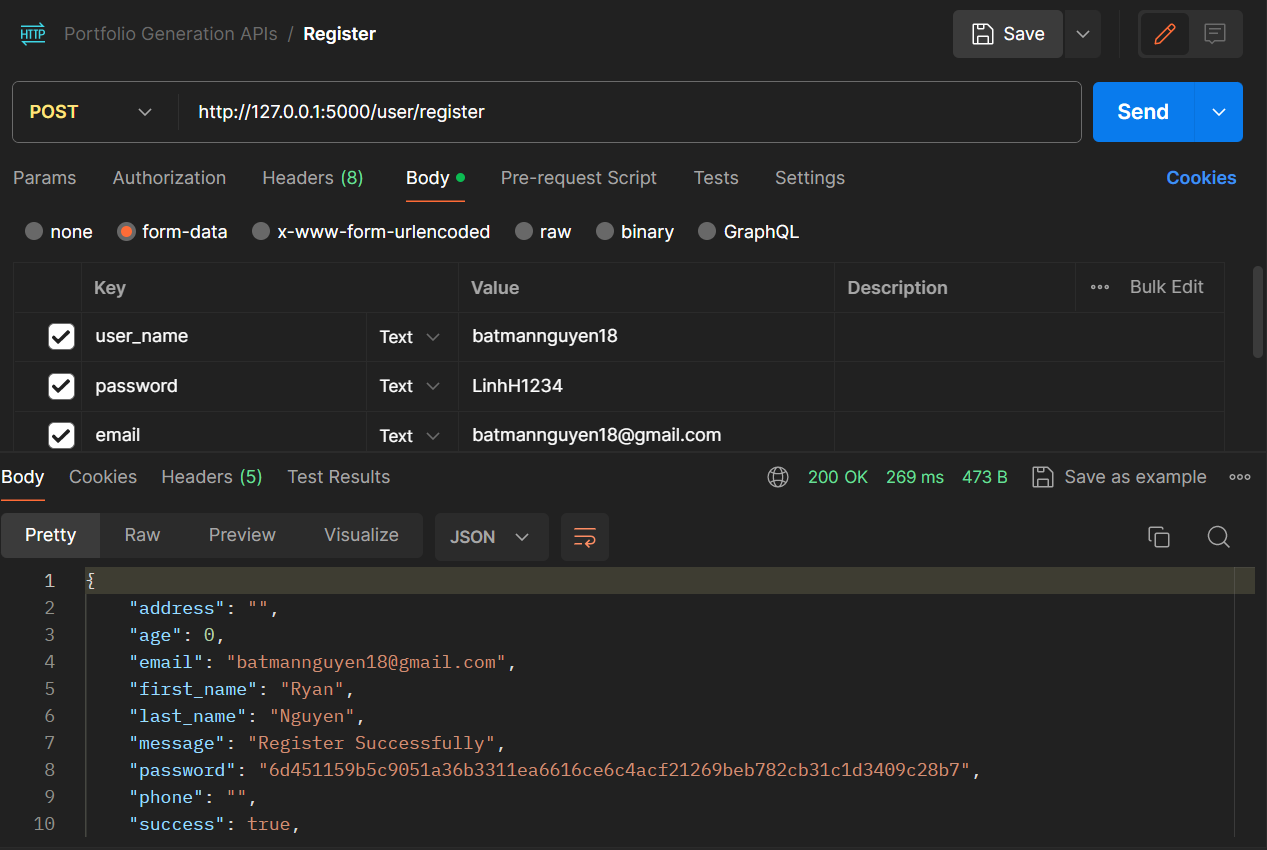 HTTP Portfolio Generation APIs / Register Save
POST http://127.0.0.1:5000/user/register Send
Params Authorization Headers (8) Body Pre-request Script Tests Settings Cookies
none form-data x-www-form-urlencoded raw binary GraphQL
Key Value Description Bulk Edit
user_name Text batmannguyen18
password Text LinhH1234
email Text batmannguyen18@gmail.com
Body Cookies Headers (5) Test Results 200 OK 269 ms 473 B Save as example
Pretty Raw Preview Visualize JSON
1 {
2 "address": "",
3 "age": 0,
4 "email": "batmannguyen18@gmail.com",
5 "first_name": "Ryan",
6 "last_name": "Nguyen",
7 "message": "Register Successfully",
8 "password": "6d451159b5c9051a36b3311ea6616ce6c4acf21269beb782cb31c1d3409c28b7",
9 "phone": "",
10 "success": true,